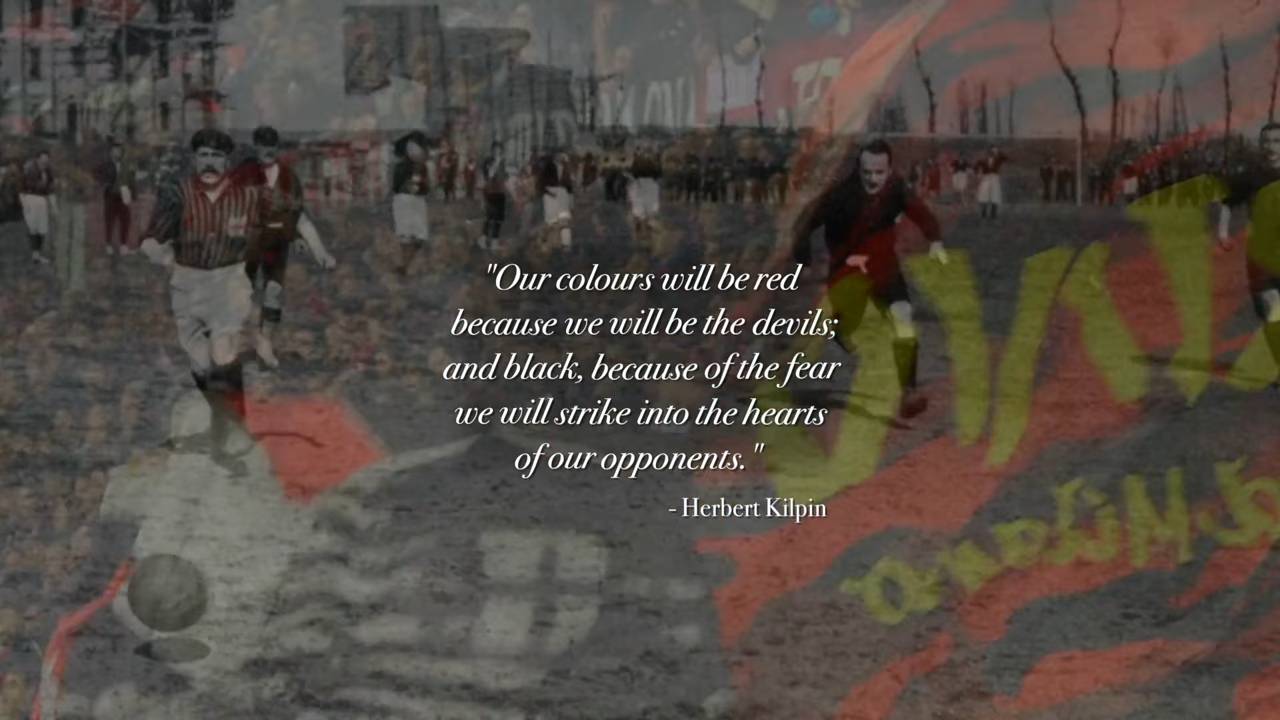 "Our colours will be red
because we will be the devils;
and black, because of the fear
we will strike into the hearts
of our opponents."
- Herbert Kilpin